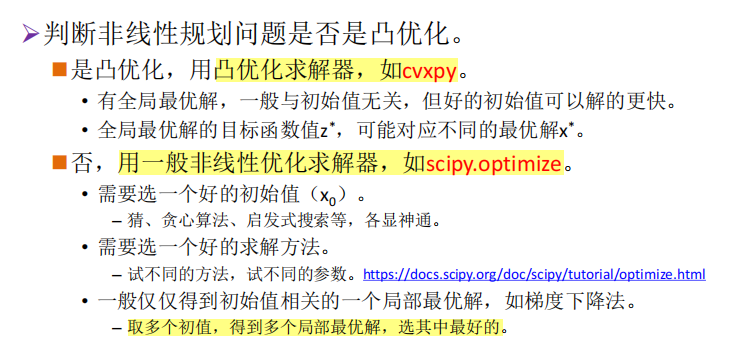 ➢判断非线性规划问题是否是凸优化。
■是凸优化，用凸优化求解器，如cvxpy。
• 有全局最优解，一般与初始值无关，但好的初始值可以解的更快。
• 全局最优解的目标函数值z*，可能对应不同的最优解x*。
■否，用一般非线性优化求解器，如scipy.optimize。
• 需要选一个好的初始值（x₀）。
– 猜、贪心算法、启发式搜索等，各显神通。
• 需要选一个好的求解方法。
– 试不同的方法，试不同的参数。https://docs.scipy.org/doc/scipy/tutorial/optimize.html
• 一般仅仅得到初始值相关的一个局部最优解，如梯度下降法。
– 取多个初值，得到多个局部最优解，选其中最好的。